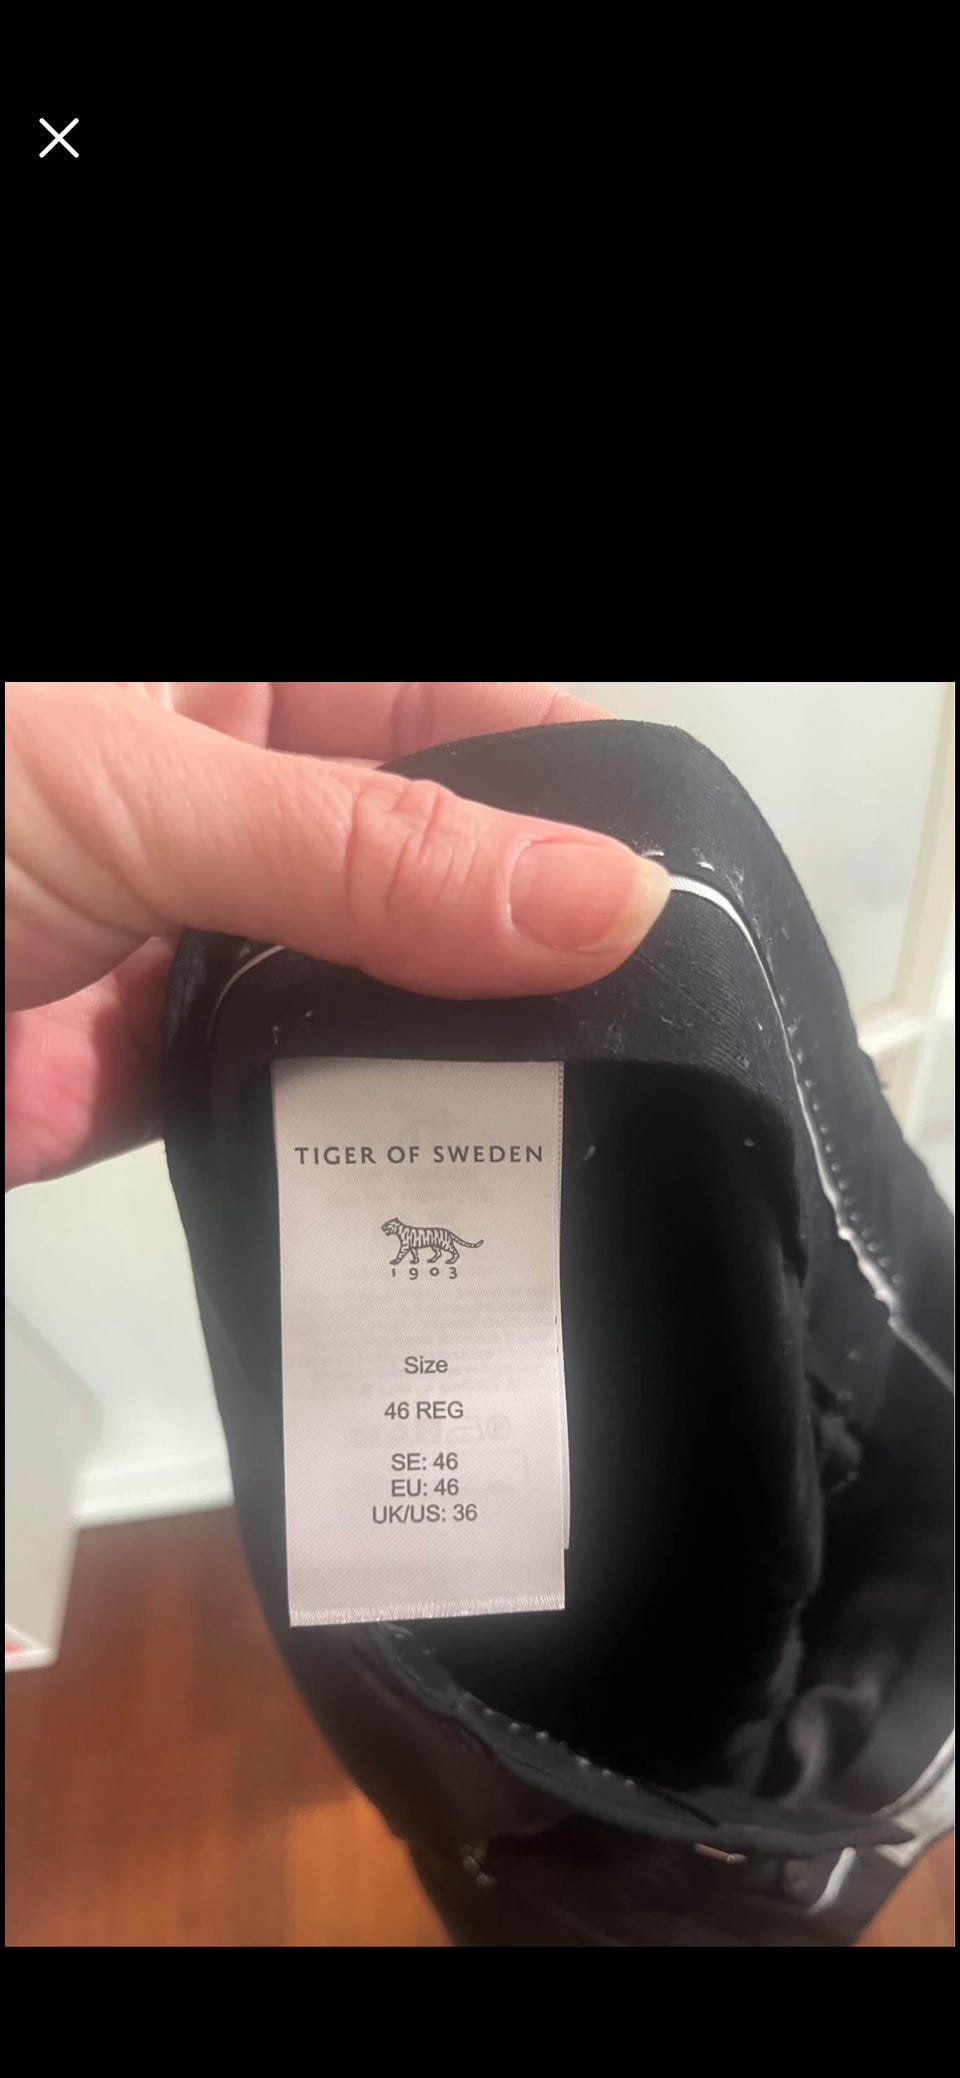 TIGER OF SWEDEN
1903
Size
46 REG
SE: 46
EU: 46
UK/US: 36